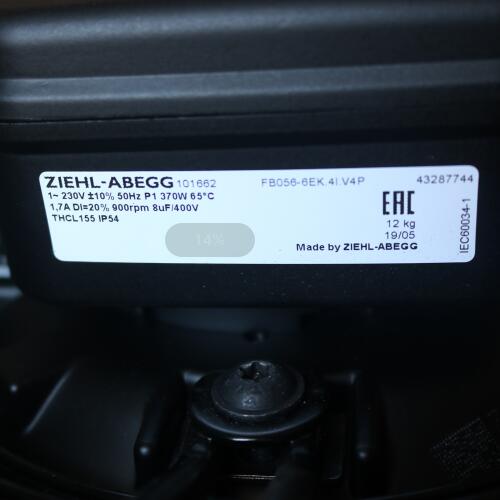 ZIEHL-ABEGG 101662 FB056-6EK.4I.V4P 43287744
1~ 230V ±10% 50Hz P1 370W 65°C
1,7A DI=20% 900rpm 8uF/400V
THCL155 IP54
14%
EAC
12 kg
19/05
Made by ZIEHL-ABEGG
IEC60034-1